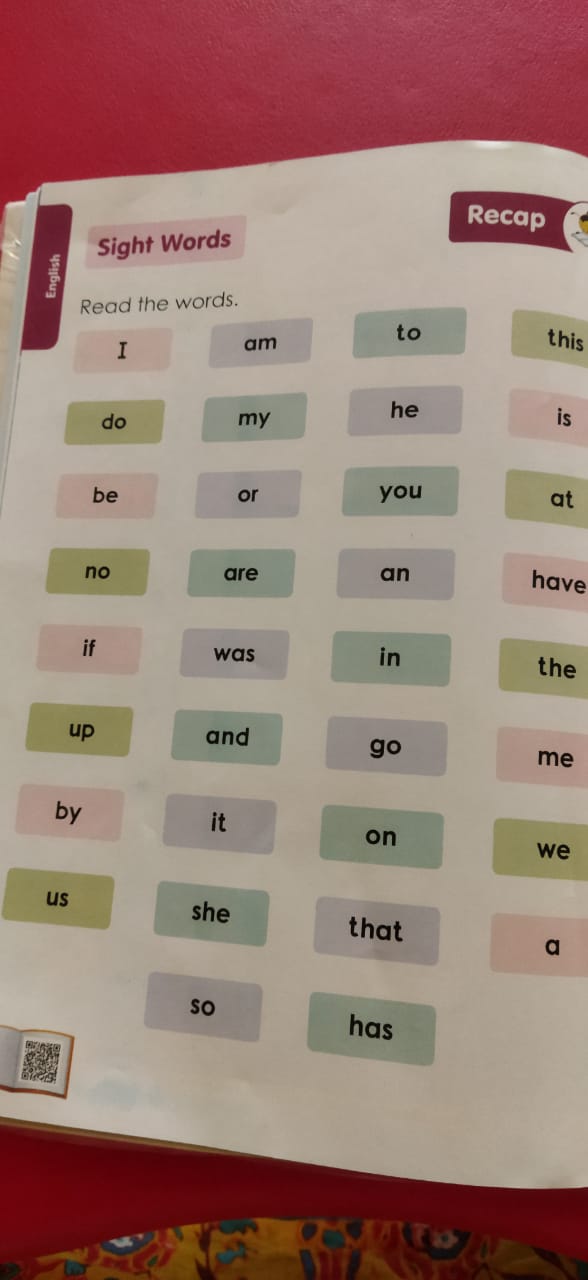 Recap
English
Sight Words
Read the words.
I am to this
do my he is
be or you at
no are an have
if was in the
up and go me
by it on we
us she that a
so has